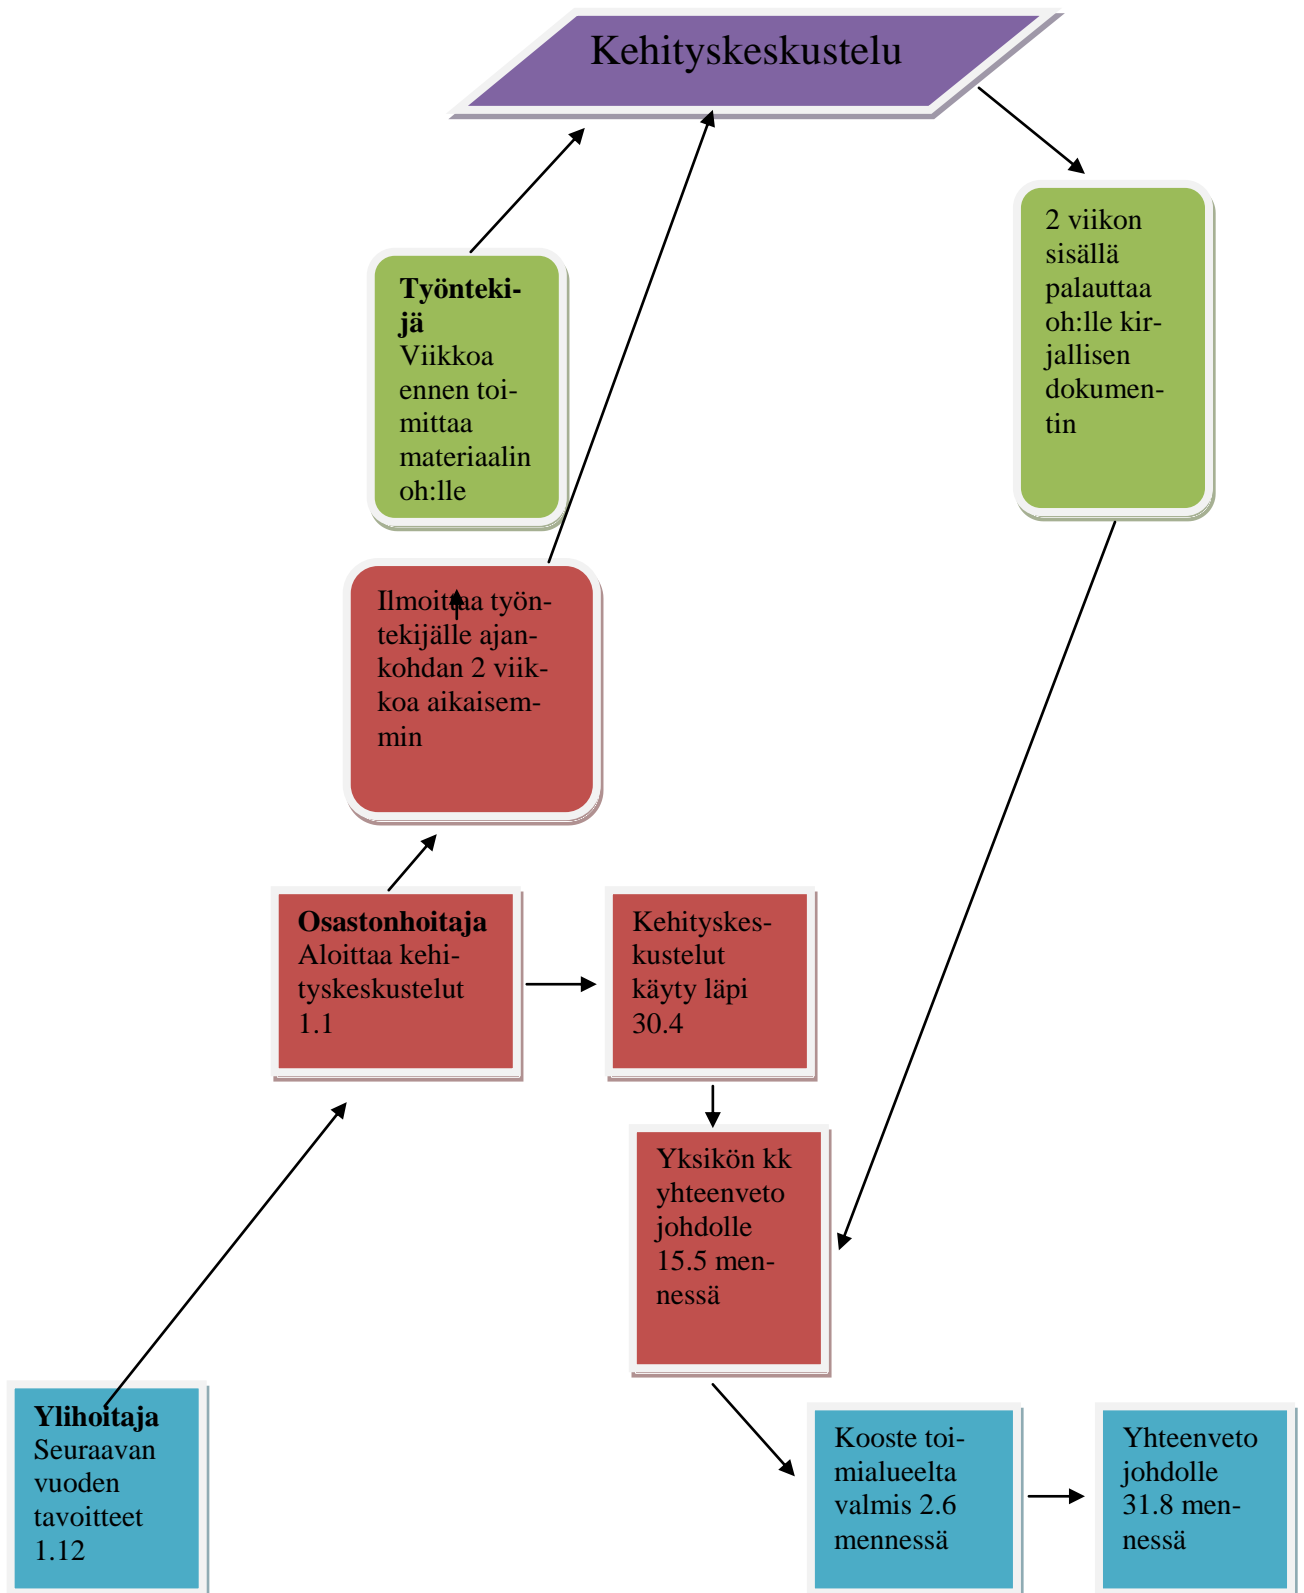 Kehityskeskustelu
2 viikon
sisällä
palauttaa
oh:lle kir-
jallisen
dokumen-
tin
Työnteki-
jä
Viikkoa
ennen toi-
mittaa
materiaalin
oh:lle
Ilmoittaa työn-
tekijälle ajan-
kohdan 2 viik-
koa aikaisem-
min
Osastonhoitaja
Aloittaa kehi-
tyskeskustelut
1.1
Kehityskes-
kustelut
käyty läpi
30.4
Yksikön kk
yhteenveto
johdolle
15.5 men-
nessä
Ylihoitaja
Seuraavan
vuoden
tavoitteet
1.12
Kooste toi-
mialueelta
valmis 2.6
mennessä
Yhteenveto
johdolle
31.8 men-
nessä